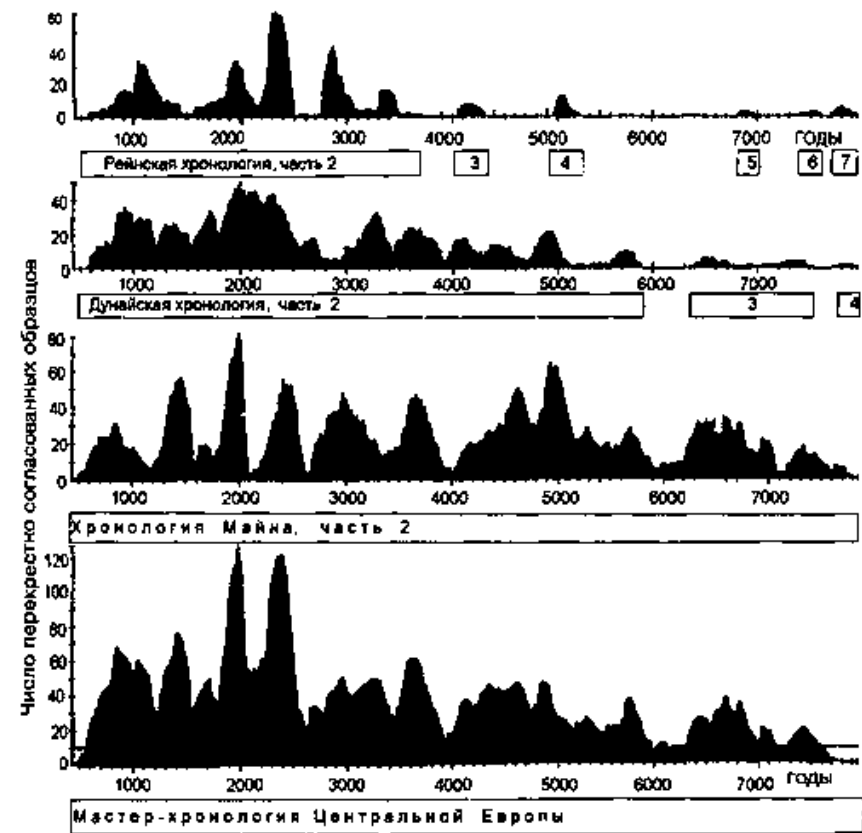 Число перекрестно согласованных образцов
60
40
20
0
1000 2000 3000 4000 5000 6000 7000 годы
Рейнская хронология, часть 2 3 4 5 6 7
40
20
0
1000 2000 3000 4000 5000 6000 7000
Дунайская хронология, часть 2 3 4
80
60
40
20
0
1000 2000 3000 4000 5000 6000 7000
Хронология Майна, часть 2
120
100
80
60
40
20
0
1000 2000 3000 4000 5000 6000 7000 годы
Мастер-хронология Центральной Европы